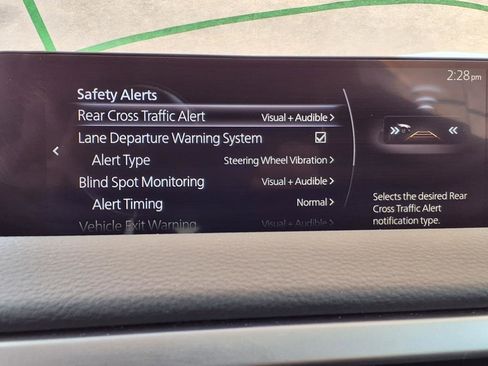 2:28 pm
Safety Alerts
Rear Cross Traffic Alert Visual + Audible >
Lane Departure Warning System
Alert Type Steering Wheel Vibration >
Blind Spot Monitoring Visual + Audible >
Alert Timing Normal >
Vehicle Exit Warning Visual + Audible >
Selects the desired Rear
Cross Traffic Alert
notification type.